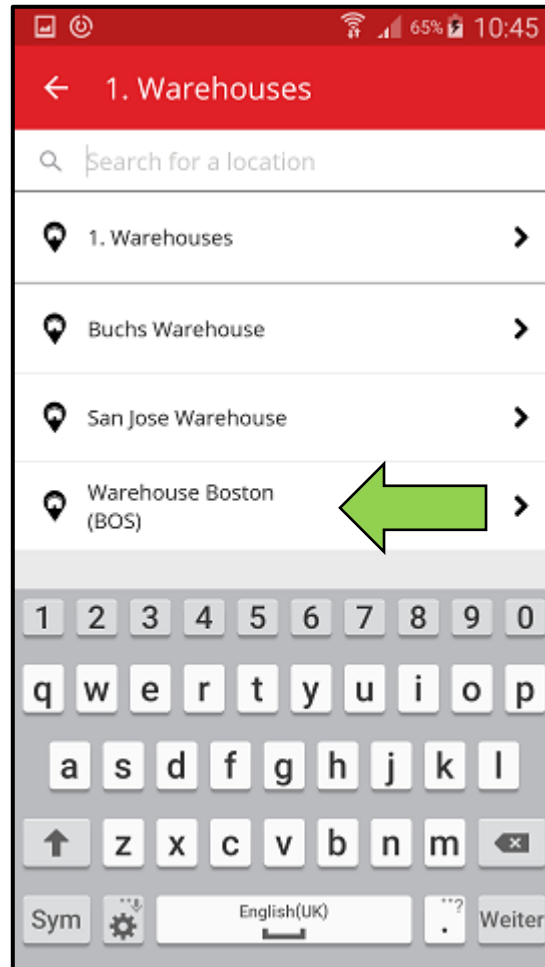 65% 10:45
1. Warehouses
Search for a location
1. Warehouses
Buchs Warehouse
San Jose Warehouse
Warehouse Boston
(BOS)
1 2 3 4 5 6 7 8 9 0
q w e r t y u i o p
a s d f g h j k l
z x c v b n m
Sym English(UK) . ? Weiter